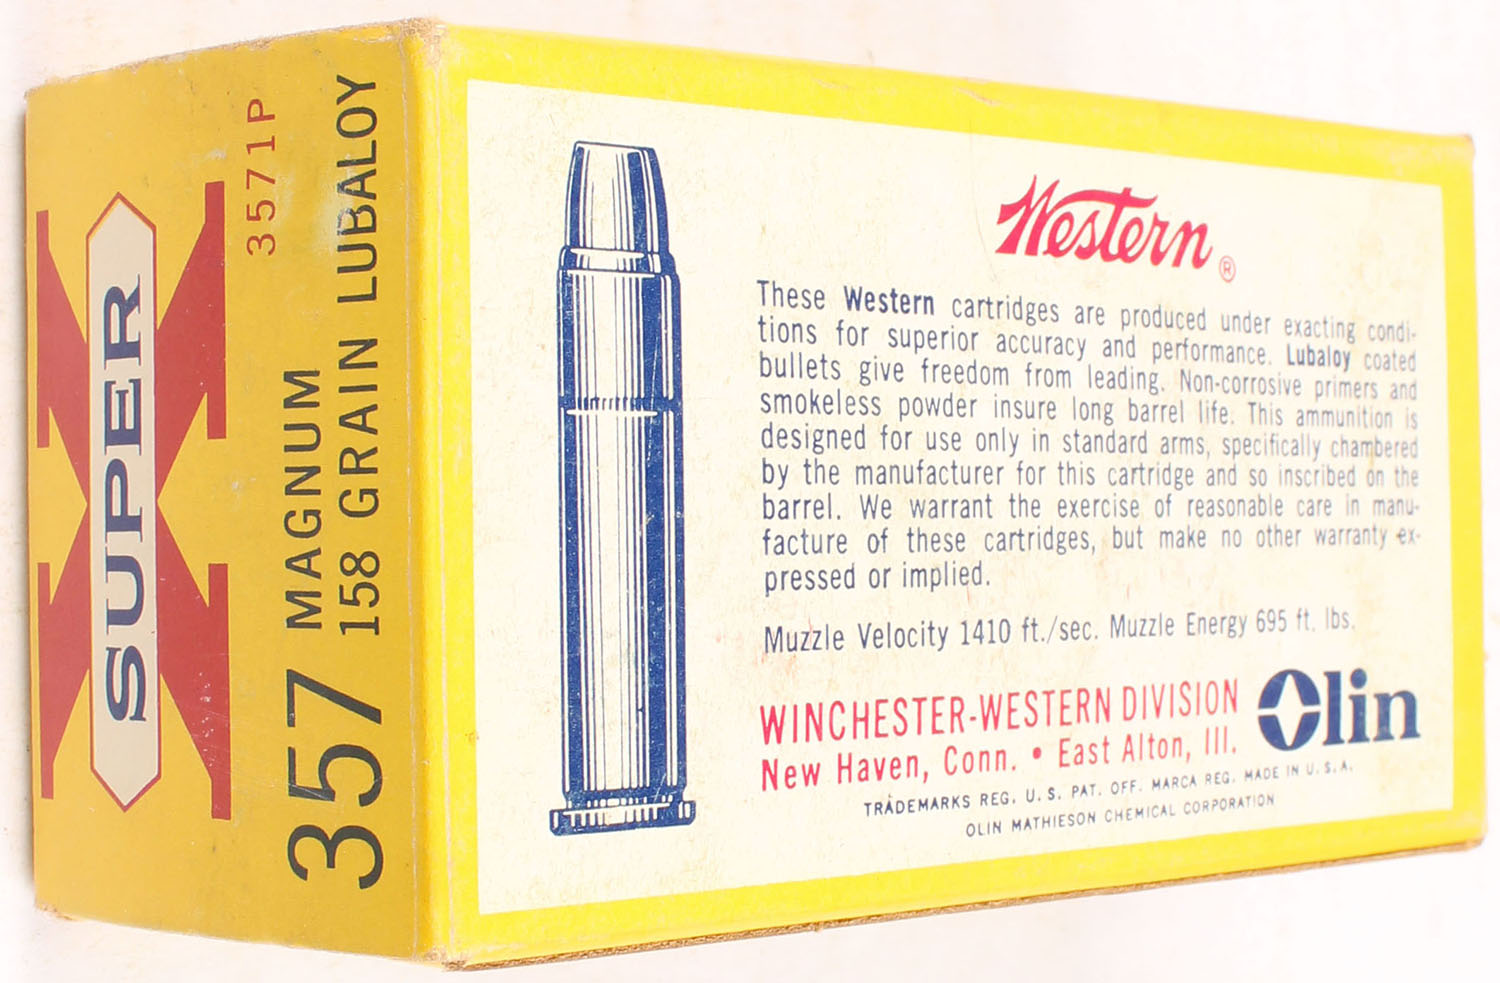 SUPER
X
3571P
357 MAGNUM
158 GRAIN LUBALOY
Western ®
These Western cartridges are produced under exacting condi-
tions for superior accuracy and performance. Lubaloy coated
bullets give freedom from leading. Non-corrosive primers and
smokeless powder insure long barrel life. This ammunition is
designed for use only in standard arms, specifically chambered
by the manufacturer for this cartridge and so inscribed on the
barrel. We warrant the exercise of reasonable care in manu-
facture of these cartridges, but make no other warranty ex-
pressed or implied.
Muzzle Velocity 1410 ft./sec. Muzzle Energy 695 ft. lbs.
WINCHESTER-WESTERN DIVISION
New Haven, Conn. • East Alton, Ill.
Olin
TRADEMARKS REG. U. S. PAT. OFF. MARCA REG. MADE IN U. S. A.
OLIN MATHIESON CHEMICAL CORPORATION